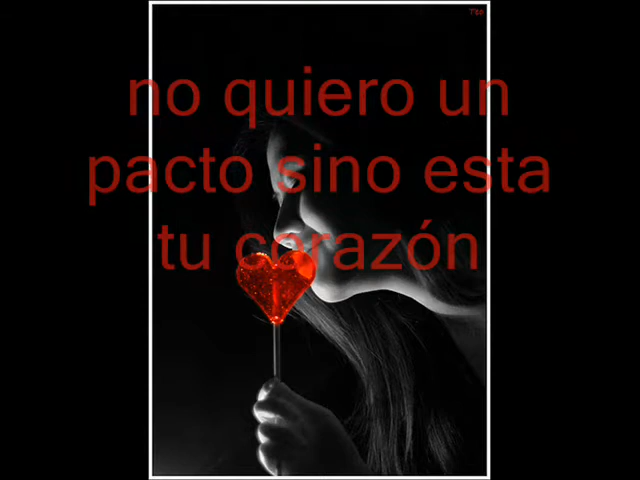 no quiero un
pacto sino esta
tu corazón